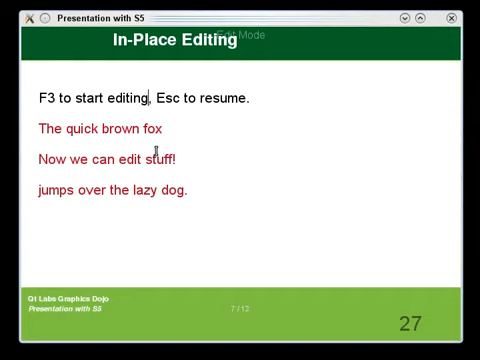 Presentation with S5
In-Place Editing
Edit Mode
F3 to start editing, Esc to resume.
The quick brown fox
Now we can edit stuff!
jumps over the lazy dog.
Qt Labs Graphics Dojo
Presentation with S5
7 / 12
27